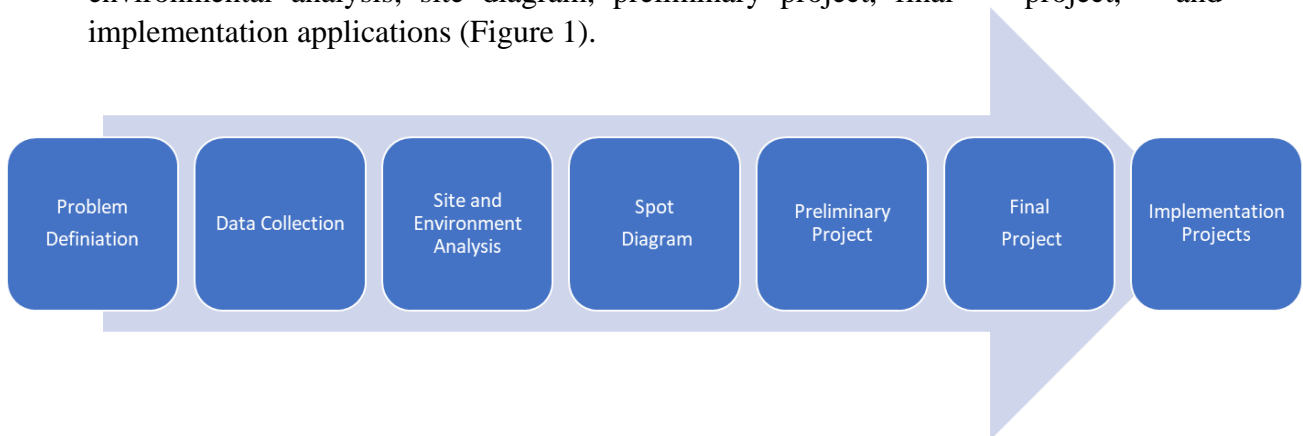 environmental analysis, site diagram, preliminary project, final project, and
implementation applications (Figure 1).
Problem
Definiation
Data Collection
Site and
Environment
Analysis
Spot
Diagram
Preliminary
Project
Final
Project
Implementation
Projects